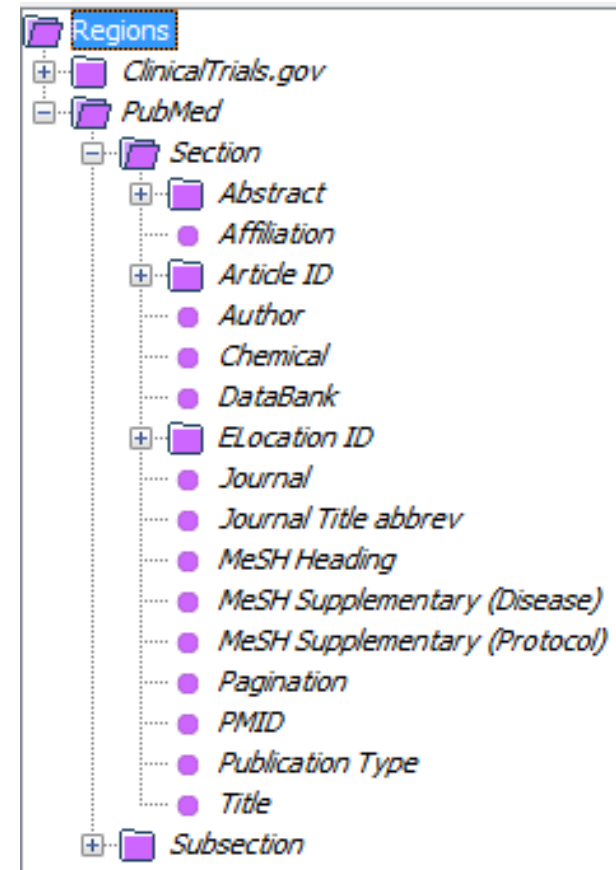 Regions
ClinicalTrials.gov
PubMed
Section
Abstract
Affiliation
Article ID
Author
Chemical
DataBank
ELocation ID
Journal
Journal Title abbrev
MeSH Heading
MeSH Supplementary (Disease)
MeSH Supplementary (Protocol)
Pagination
PMID
Publication Type
Title
Subsection